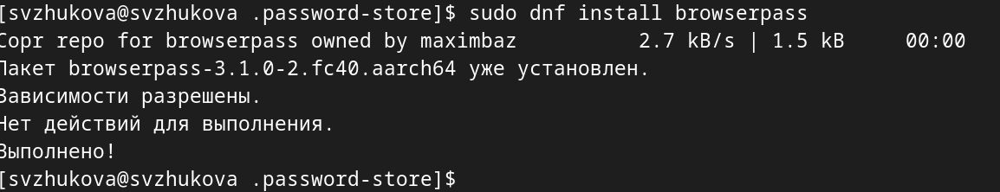 [svzhukova@svzhukova .password-store]$ sudo dnf install browserpass
Copr repo for browserpass owned by maximbaz 2.7 kB/s | 1.5 kB 00:00
Пакет browserpass-3.1.0-2.fc40.aarch64 уже установлен.
Зависимости разрешены.
Нет действий для выполнения.
Выполнено!
[svzhukova@svzhukova .password-store]$